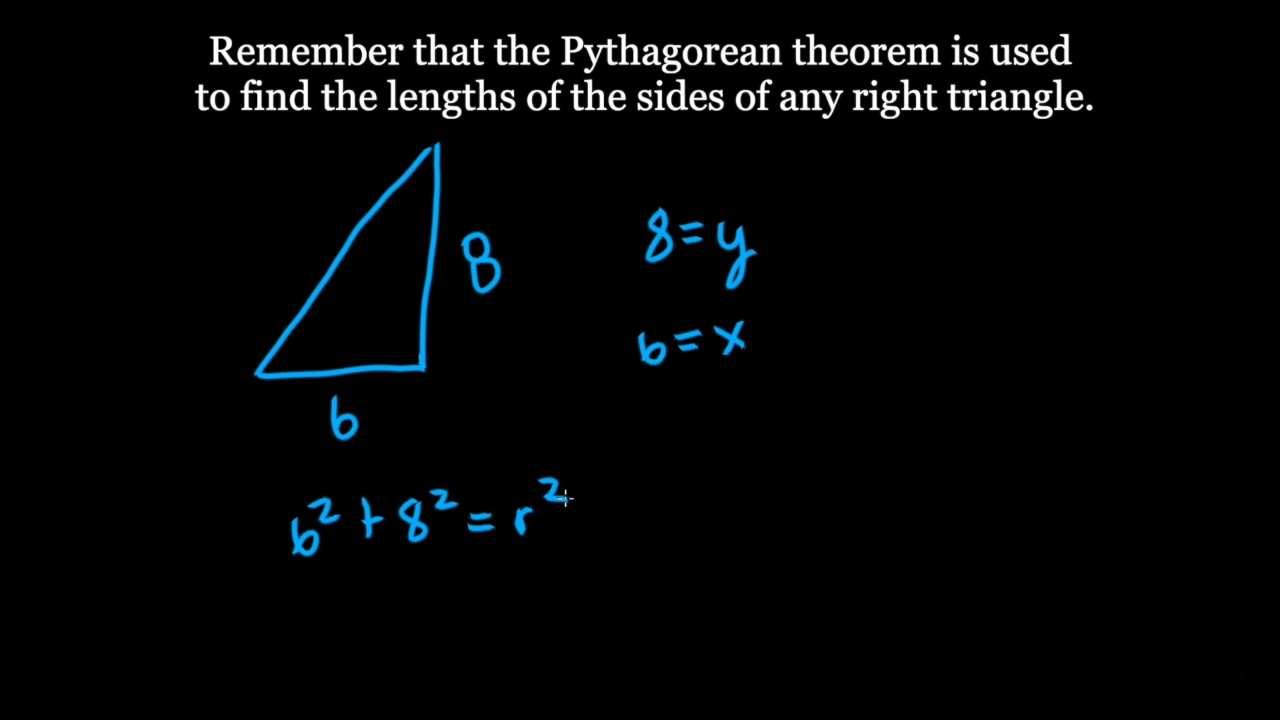 Remember that the Pythagorean theorem is used
to find the lengths of the sides of any right triangle.
8
8=y
6=x
6
6²+8²=r²